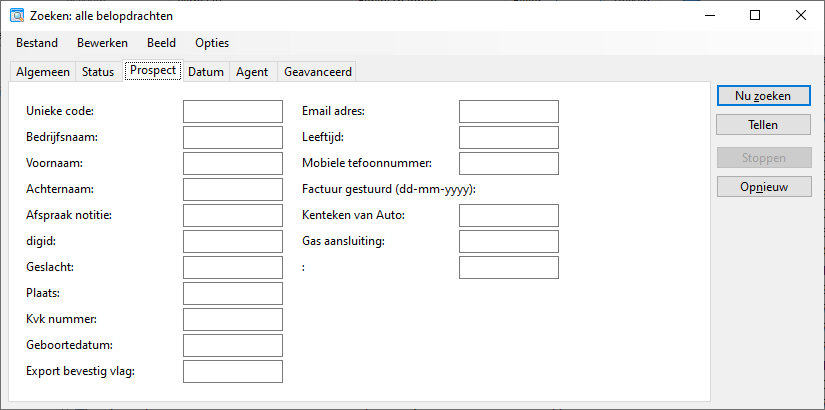 Zoeken: alle belopdrachten
Bestand Bewerken Beeld Opties
Algemeen Status Prospect Datum Agent Geavanceerd
Unieke code:
Bedrijfsnaam:
Voornaam:
Achternaam:
Afspraak notitie:
digid:
Geslacht:
Plaats:
Kvk nummer:
Geboortedatum:
Export bevestig vlag:
Email adres:
Leeftijd:
Mobiele tefoonnummer:
Factuur gestuurd (dd-mm-yyyy):
Kenteken van Auto:
Gas aansluiting:
:
Nu zoeken
Tellen
Stoppen
Opnieuw